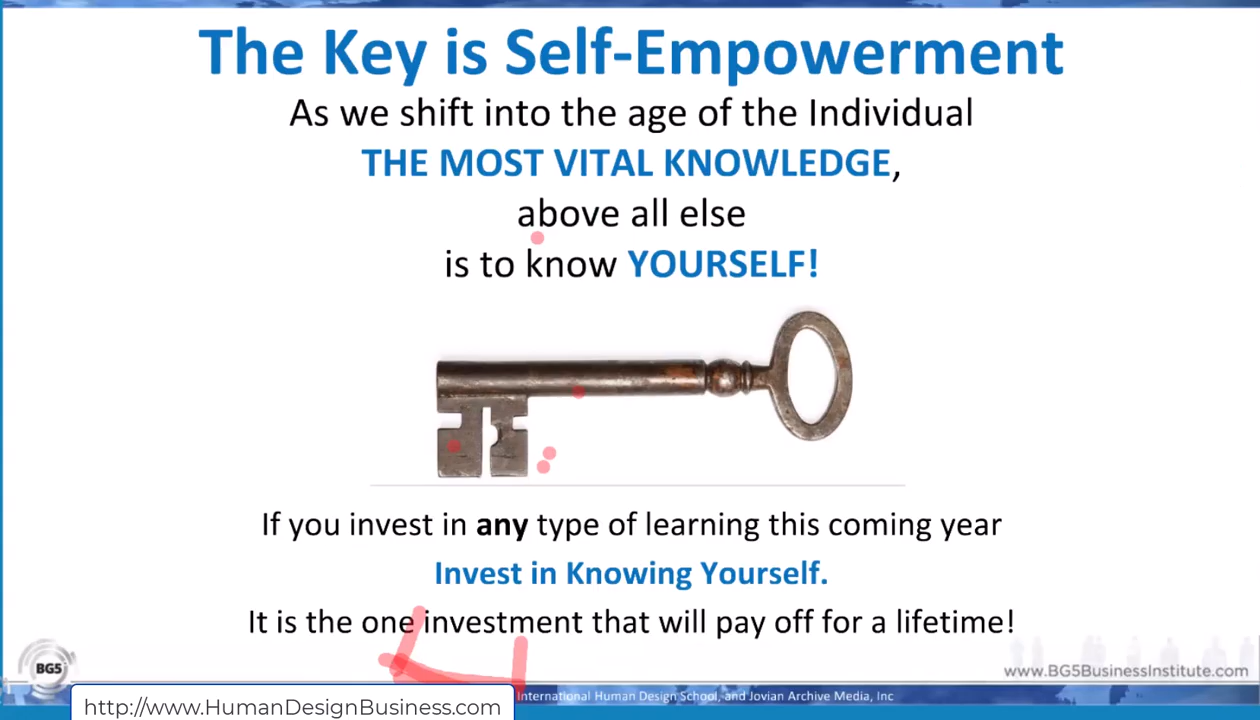 The Key is Self-Empowerment
As we shift into the age of the Individual
THE MOST VITAL KNOWLEDGE,
above all else
is to know YOURSELF!
If you invest in any type of learning this coming year
Invest in Knowing Yourself.
It is the one investment that will pay off for a lifetime!
BG5
www.BG5BusinessInstitute.com
International Human Design School, and Jovian Archive Media, Inc
http://www.HumanDesignBusiness.com